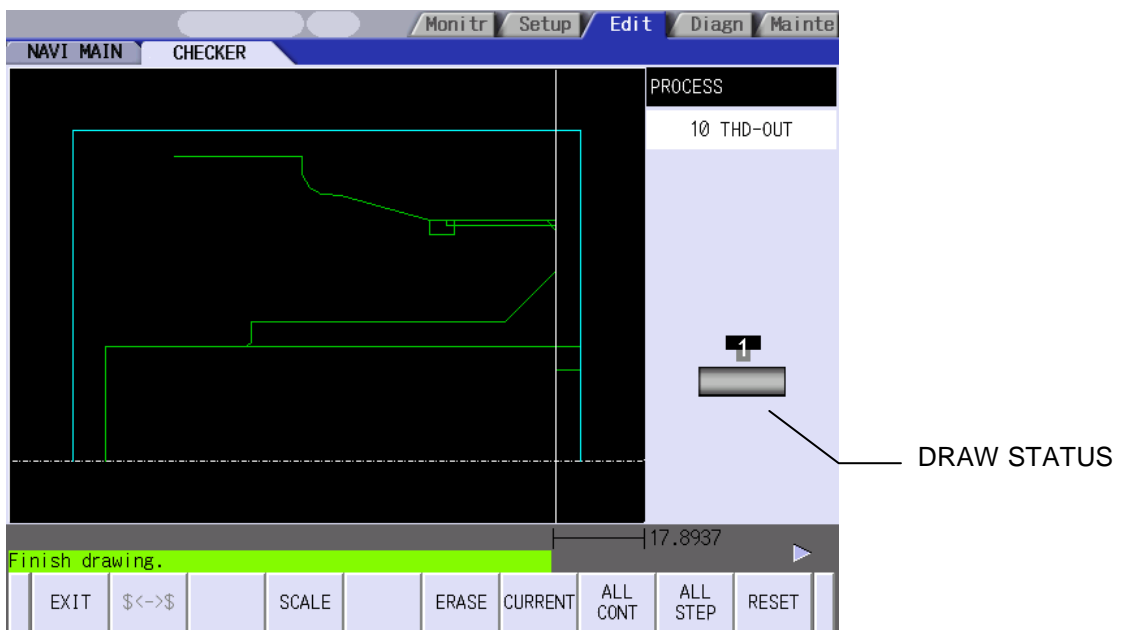 Monitr Setup Edit Diagn Mainte
NAVI MAIN CHECKER
PROCESS
10 THD-OUT
1
DRAW STATUS
17.8937
Finish drawing.
EXIT $<->$ SCALE ERASE CURRENT ALL CONT ALL STEP RESET